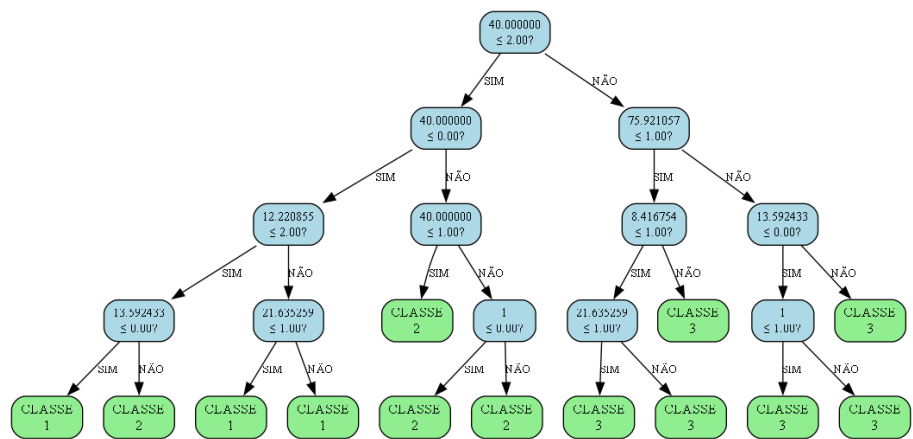 40.000000
≤ 2.00?
SIM
NÃO
40.000000
≤ 0.00?
75.921057
≤ 1.00?
SIM
NÃO
SIM
NÃO
12.220855
≤ 2.00?
40.000000
≤ 1.00?
8.416754
≤ 1.00?
13.592433
≤ 0.00?
SIM
NÃO
SIM
NÃO
SIM
NÃO
SIM
NÃO
13.592433
≤ 0.00?
21.635259
≤ 1.00?
CLASSE
2
1
≤ 0.00?
21.635259
≤ 1.00?
CLASSE
3
1
≤ 1.00?
CLASSE
3
SIM
NÃO
SIM
NÃO
SIM
NÃO
SIM
NÃO
SIM
NÃO
CLASSE
1
CLASSE
2
CLASSE
1
CLASSE
1
CLASSE
2
CLASSE
2
CLASSE
3
CLASSE
3
CLASSE
3
CLASSE
3